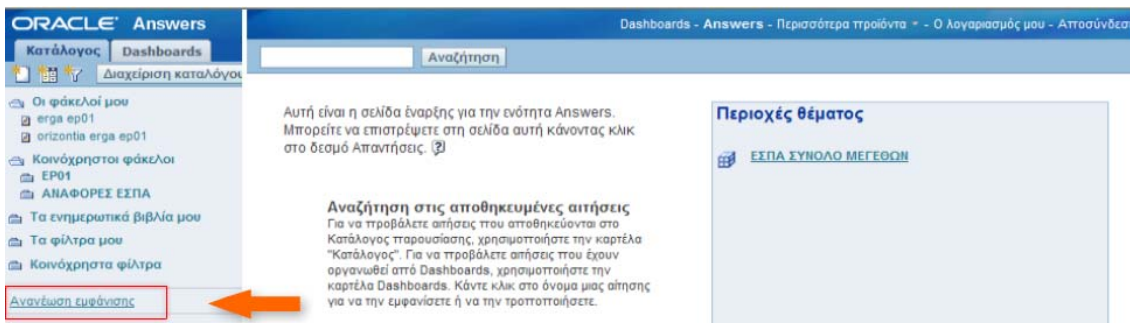 ORACLE Answers
Dashboards - Answers - Περισσότερα προϊόντα - Ο λογαριασμός μου - Αποσύνδεσ
Κατάλογος Dashboards
Διαχείριση καταλόγου
Αναζήτηση
Οι φάκελοί μου
erga ep01
orizontia erga ep01
Κοινόχρηστοι φάκελοι
EP01
ΑΝΑΦΟΡΕΣ ΕΣΠΑ
Τα ενημερωτικά βιβλία μου
Τα φίλτρα μου
Κοινόχρηστα φίλτρα
Ανανέωση εμφάνισης
Αυτή είναι η σελίδα έναρξης για την ενότητα Answers.
Μπορείτε να επιστρέψετε στη σελίδα αυτή κάνοντας κλικ
στο δεσμό Απαντήσεις.
Αναζήτηση στις αποθηκευμένες αιτήσεις
Για να προβάλετε αιτήσεις που αποθηκεύονται στο
Κατάλογος παρουσίασης, χρησιμοποιήστε την καρτέλα
"Κατάλογος". Για να προβάλετε αιτήσεις που έχουν
οργανωθεί από Dashboards, χρησιμοποιήστε την
καρτέλα Dashboards. Κάντε κλικ στο όνομα μιας αίτησης
για να την εμφανίσετε ή να την τροποποιήσετε.
Περιοχές θέματος
ΕΣΠΑ ΣΥΝΟΛΟ ΜΕΓΕΘΩΝ